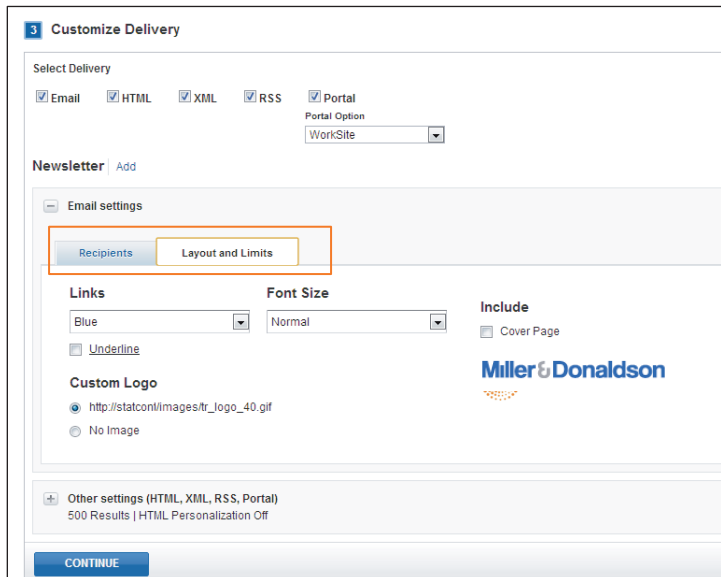 3 Customize Delivery
Select Delivery
Email HTML XML RSS Portal
Portal Option
WorkSite
Newsletter Add
Email settings
Recipients Layout and Limits
Links Font Size
Blue Normal
Include
Cover Page
Underline
Miller&Donaldson
Custom Logo
http://statconl/images/tr_logo_40.gif
No Image
Other settings (HTML, XML, RSS, Portal)
500 Results | HTML Personalization Off
CONTINUE